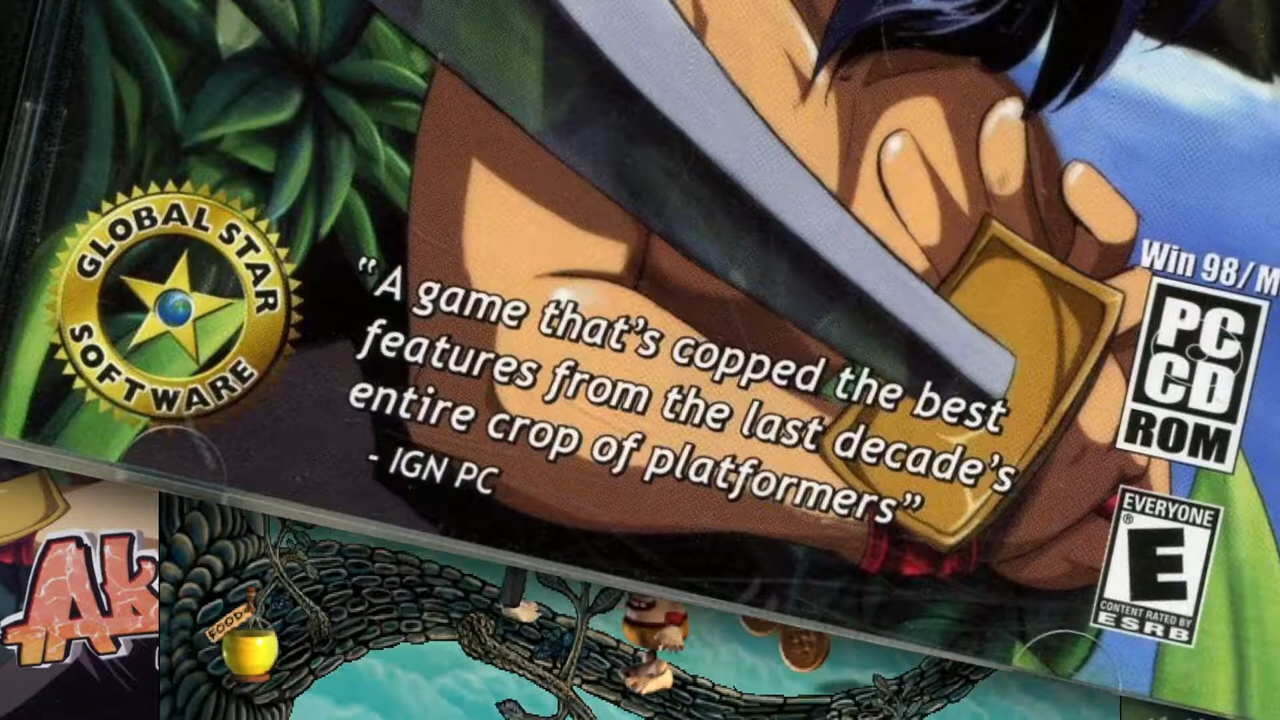 GLOBAL STAR
SOFTWARE
"A game that's copped the best
features from the last decade's
entire crop of platformers"
- IGN PC
Win 98/M
PC
CD
ROM
EVERYONE
®
E
CONTENT RATED BY
ESRB
FOOD